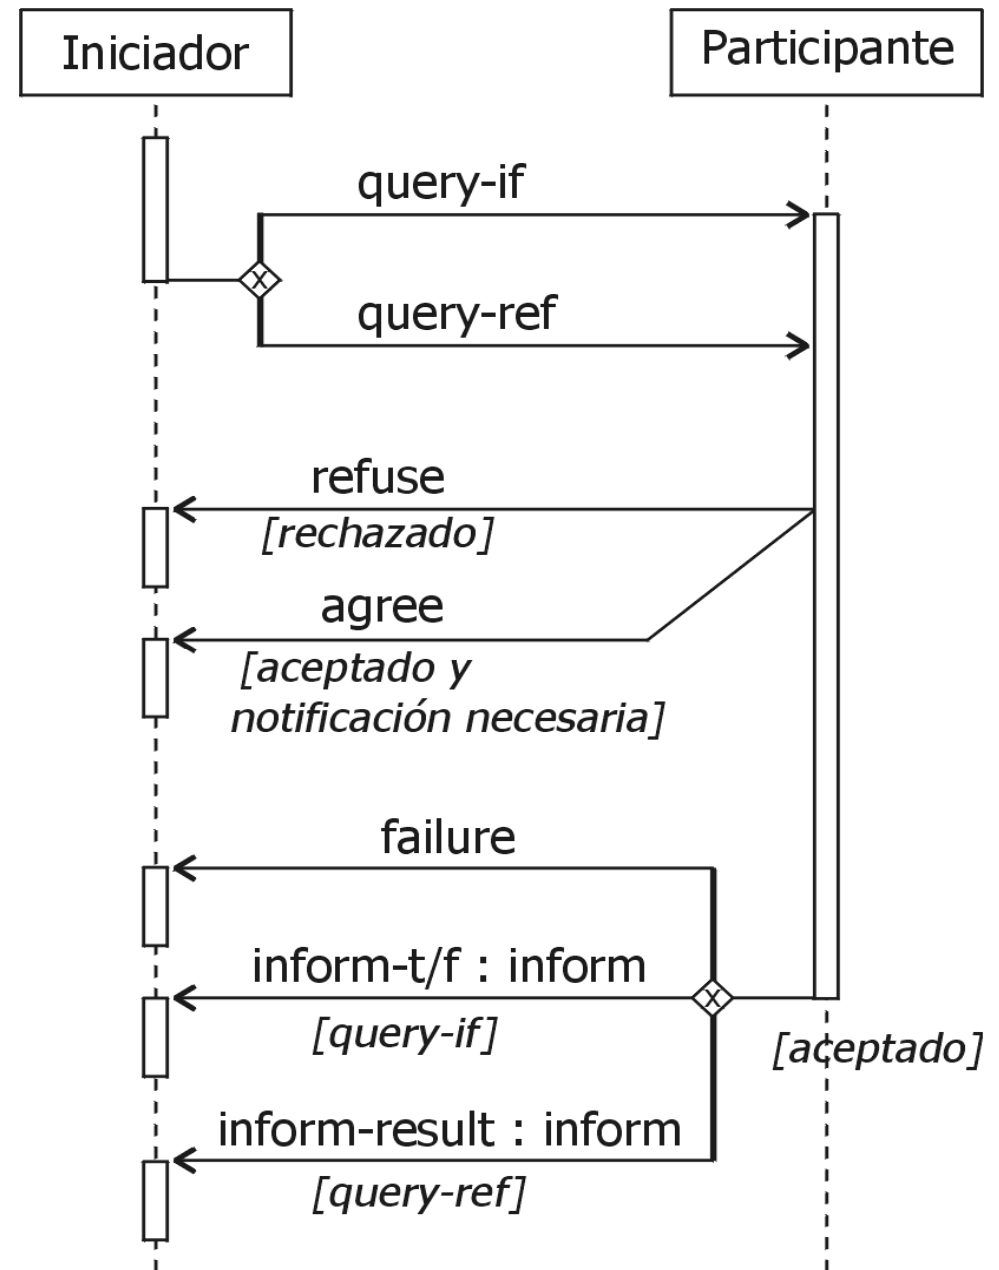 Iniciador
Participante
query-if
X
query-ref
refuse
[rechazado]
agree
[aceptado y
notificación necesaria]
failure
inform-t/f : inform
X
[query-if]
[aceptado]
inform-result : inform
[query-ref]